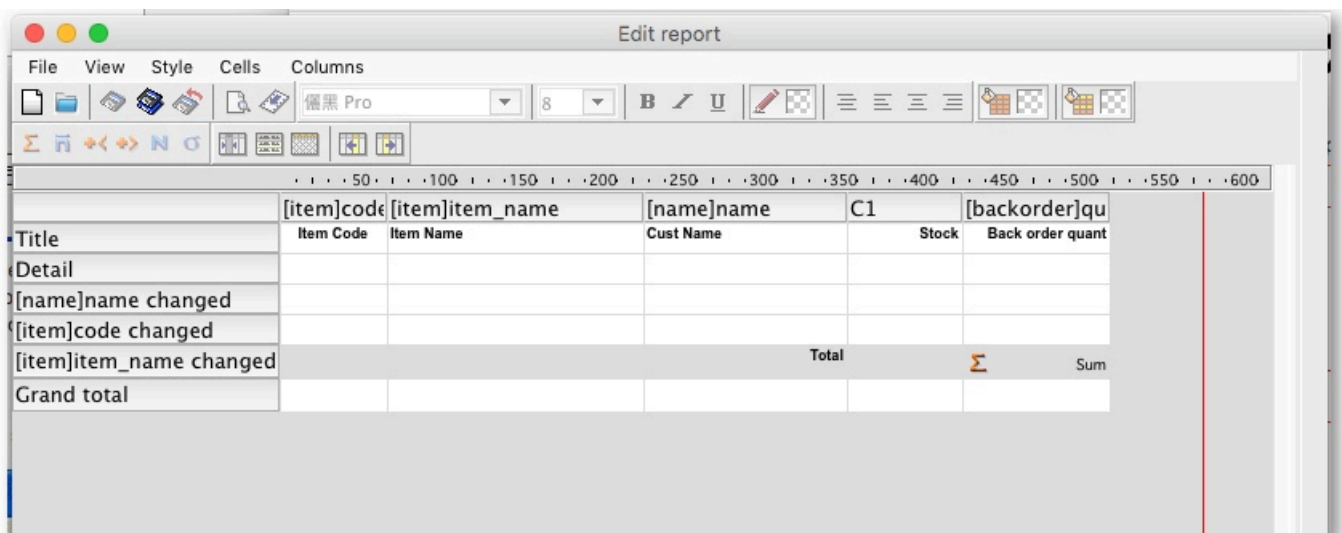 Edit report
File View Style Cells Columns
儷黑 Pro 8 B I U
Σ n N σ
50 100 150 200 250 300 350 400 450 500 550 600
[item]code [item]item_name [name]name C1 [backorder]qu
Title Item Code Item Name Cust Name Stock Back order quant
Detail
[name]name changed
[item]code changed
[item]item_name changed Total Σ Sum
Grand total